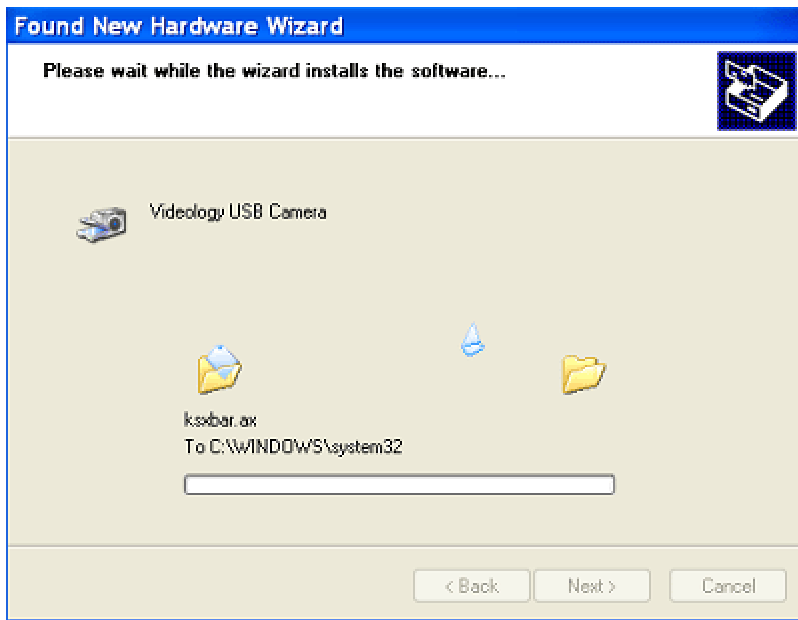 Found New Hardware Wizard
Please wait while the wizard installs the software...
Videology USB Camera
ksxbar.ax
To C:\WINDOWS\system32
< Back
Next >
Cancel